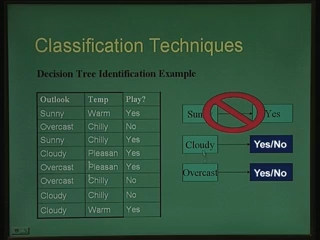 Classification Techniques
Decision Tree Identification Example
Outlook Temp Play?
Sunny Warm Yes
Overcast Chilly No
Sunny Chilly Yes
Cloudy Pleasan Yes
Overcast Pleasan Yes
Overcast Chilly No
Cloudy Chilly No
Cloudy Warm Yes
Sunny Yes
Cloudy Yes/No
Overcast Yes/No